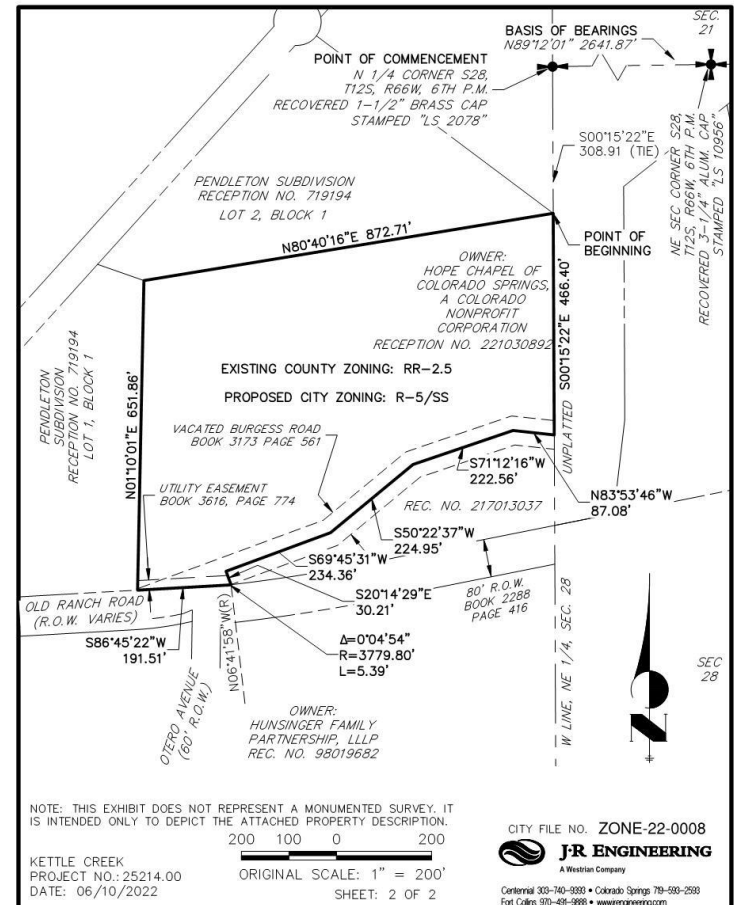 SEC.
21
BASIS OF BEARINGS
N89°12'01" 2641.87'
POINT OF COMMENCEMENT
N 1/4 CORNER S28,
T12S, R66W, 6TH P.M.
RECOVERED 1-1/2" BRASS CAP
STAMPED "LS 2078"
S00°15'22"E
308.91 (TIE)
NE SEC CORNER S28,
T12S, R66W, 6TH P.M.
RECOVERED 3-1/4" ALUM. CAP
STAMPED "LS 10956"
PENDLETON SUBDIVISION
RECEPTION NO. 719194
LOT 2, BLOCK 1
N80°40'16"E 872.71'
POINT OF
BEGINNING
OWNER:
HOPE CHAPEL OF
COLORADO SPRINGS,
A COLORADO
NONPROFIT
CORPORATION
RECEPTION NO. 221030892
S00°15'22"E 466.40'
EXISTING COUNTY ZONING: RR-2.5
PROPOSED CITY ZONING: R-5/SS
PENDLETON
SUBDIVISION
RECEPTION NO. 719194
LOT 1, BLOCK 1
N01°10'01"E 651.86'
VACATED BURGESS ROAD
BOOK 3173 PAGE 561
UNPLATTED
S71°12'16"W
222.56'
N83°53'46"W
87.08'
UTILITY EASEMENT
BOOK 3616, PAGE 774
REC. NO. 217013037
S50°22'37"W
224.95'
S69°45'31"W
234.36'
S20°14'29"E
30.21'
80' R.O.W.
BOOK 2288
PAGE 416
W LINE, NE 1/4, SEC. 28
OLD RANCH ROAD
(R.O.W. VARIES)
S86°45'22"W
191.51'
N06°41'58"W(R)
Δ=0°04'54"
R=3779.80'
L=5.39'
SEC
28
OTERO AVENUE
(60' R.O.W.)
OWNER:
HUNSINGER FAMILY
PARTNERSHIP, LLLP
REC. NO. 98019682
N
NOTE: THIS EXHIBIT DOES NOT REPRESENT A MONUMENTED SURVEY. IT
IS INTENDED ONLY TO DEPICT THE ATTACHED PROPERTY DESCRIPTION.
200 100 0 200
ORIGINAL SCALE: 1" = 200'
KETTLE CREEK
PROJECT NO.: 25214.00
DATE: 06/10/2022
SHEET: 2 OF 2
CITY FILE NO. ZONE-22-0008
J·R ENGINEERING
A Westrian Company
Centennial 303-740-9393 • Colorado Springs 719-593-2593
Fort Collins 970-491-9888 • www.jrengineering.com